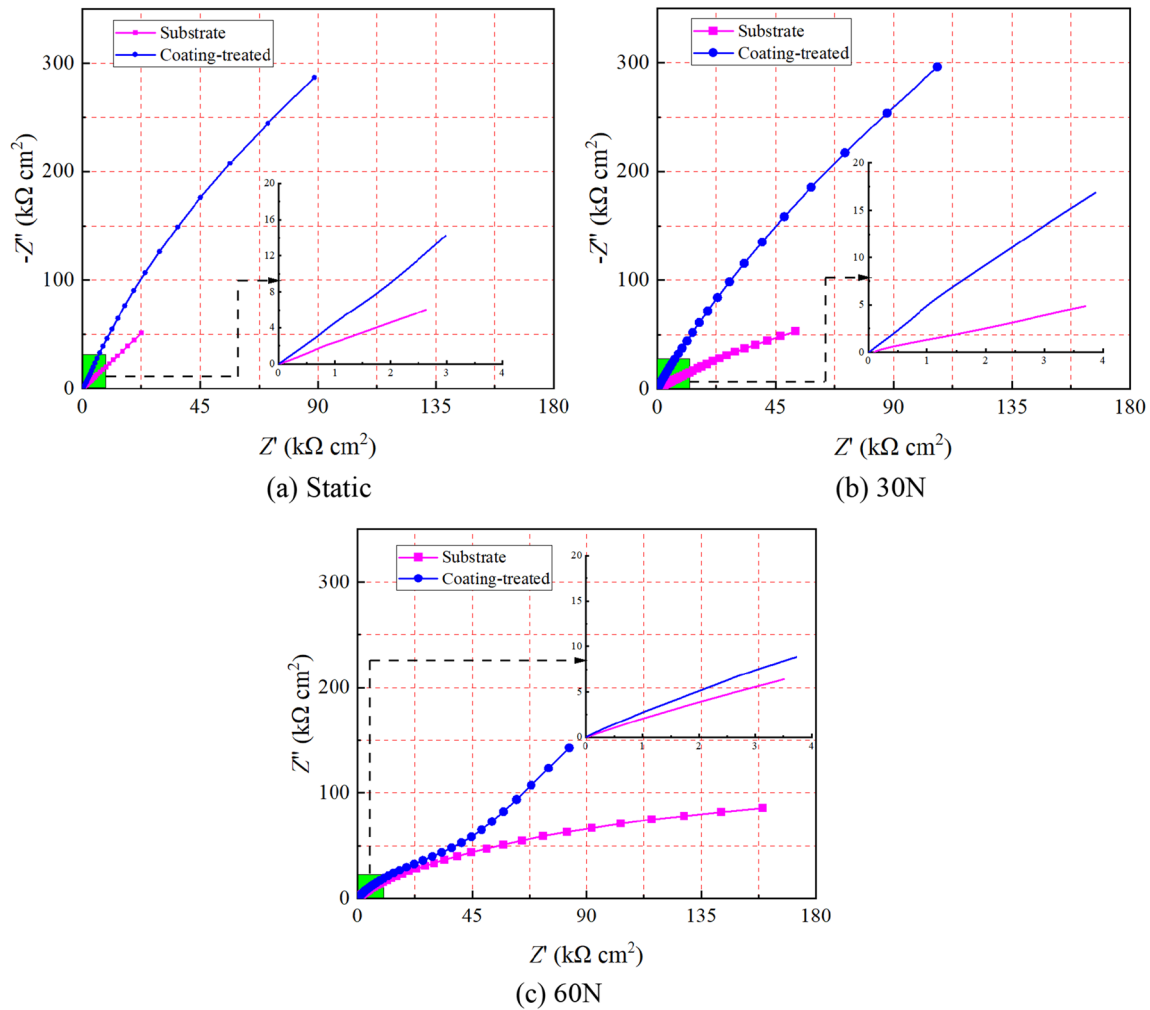 Substrate
Coating-treated
300
200
100
0
-Z" (kΩ cm²)
0 45 90 135 180
Z' (kΩ cm²)
20
16
12
8
4
0
0 1 2 3 4
(a) Static
Substrate
Coating-treated
300
200
100
0
-Z" (kΩ cm²)
0 45 90 135 180
Z' (kΩ cm²)
20
15
10
5
0
0 1 2 3 4
(b) 30N
Substrate
Coating-treated
300
200
100
0
Z" (kΩ cm²)
0 45 90 135 180
Z' (kΩ cm²)
20
15
10
5
0
0 1 2 3 4
(c) 60N